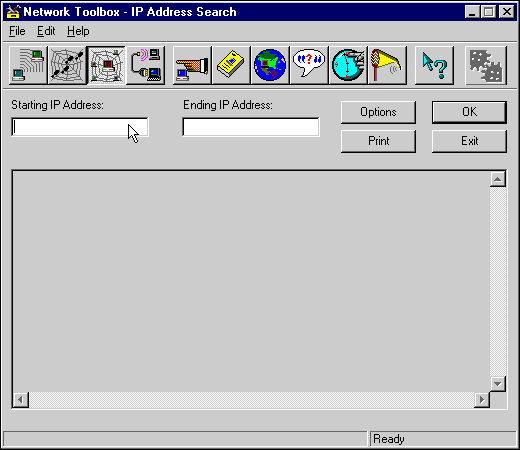 Network Toolbox - IP Address Search
File Edit Help
"?"
?
Starting IP Address: Ending IP Address:
Options OK
Print Exit
Ready